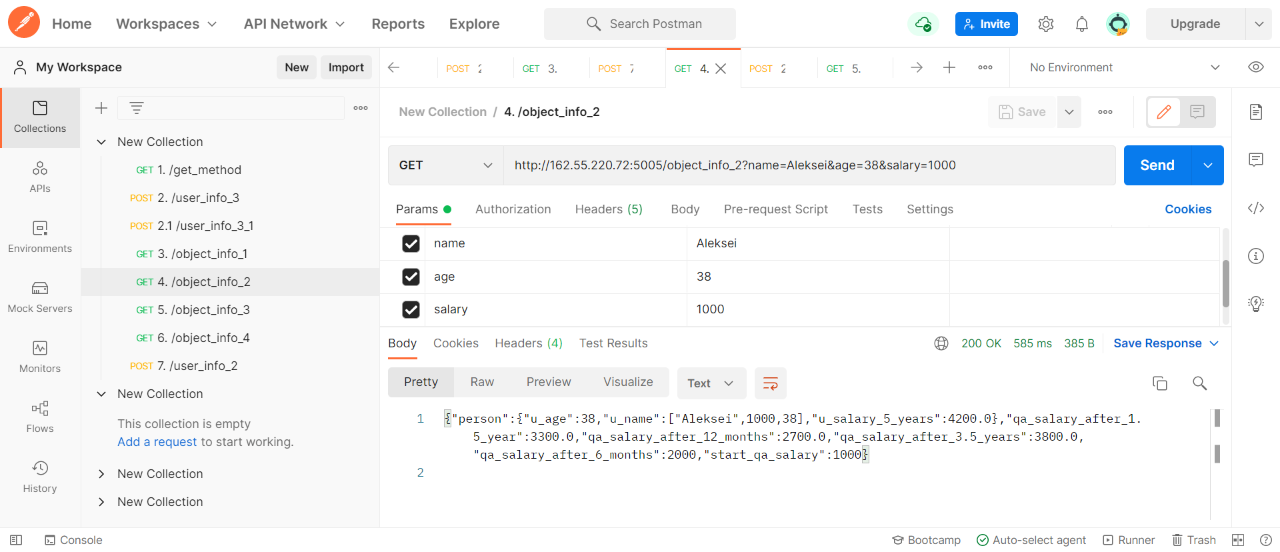 Home Workspaces API Network Reports Explore Search Postman Invite Upgrade
My Workspace New Import
POST 2 GET 3. POST 7 GET 4. POST 2 GET 5. No Environment
New Collection / 4. /object_info_2 Save
Collections
APIs
Environments
Mock Servers
Monitors
Flows
History
New Collection
GET 1. /get_method
POST 2. /user_info_3
POST 2.1 /user_info_3_1
GET 3. /object_info_1
GET 4. /object_info_2
GET 5. /object_info_3
GET 6. /object_info_4
POST 7. /user_info_2
New Collection
This collection is empty
Add a request to start working.
New Collection
New Collection
GET http://162.55.220.72:5005/object_info_2?name=Aleksei&age=38&salary=1000 Send
Params Authorization Headers (5) Body Pre-request Script Tests Settings Cookies
name Aleksei
age 38
salary 1000
Body Cookies Headers (4) Test Results 200 OK 585 ms 385 B Save Response
Pretty Raw Preview Visualize Text
1 {"person":{"u_age":38,"u_name":["Aleksei",1000,38],"u_salary_5_years":4200.0},"qa_salary_after_1.
5_year":3300.0,"qa_salary_after_12_months":2700.0,"qa_salary_after_3.5_years":3800.0,
"qa_salary_after_6_months":2000,"start_qa_salary":1000}
2
Console Bootcamp Auto-select agent Runner Trash